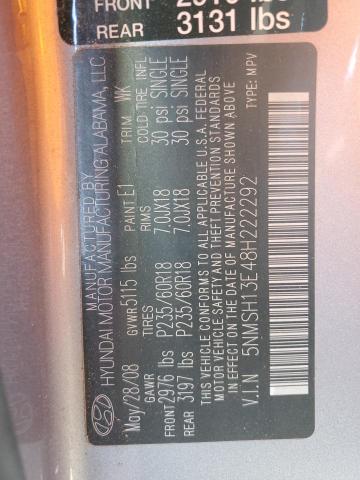 FRONT
REAR 3131 lbs
MANUFACTURED BY
HYUNDAI MOTOR MANUFACTURING ALABAMA, LLC
May/28/08 GVWR 5115 lbs PAINT E1 TRIM WK
GAWR TIRES RIMS COLD TIRE INFL
FRONT 2976 lbs P235/60R18 7.0JX18 30 psi SINGLE
REAR 3197 lbs P235/60R18 7.0JX18 30 psi SINGLE
THIS VEHICLE CONFORMS TO ALL APPLICABLE U.S.A. FEDERAL
MOTOR VEHICLE SAFETY AND THEFT PREVENTION STANDARDS
IN EFFECT ON THE DATE OF MANUFACTURE SHOWN ABOVE.
V.I.N 5NMSH13E48H222292 TYPE: MPV